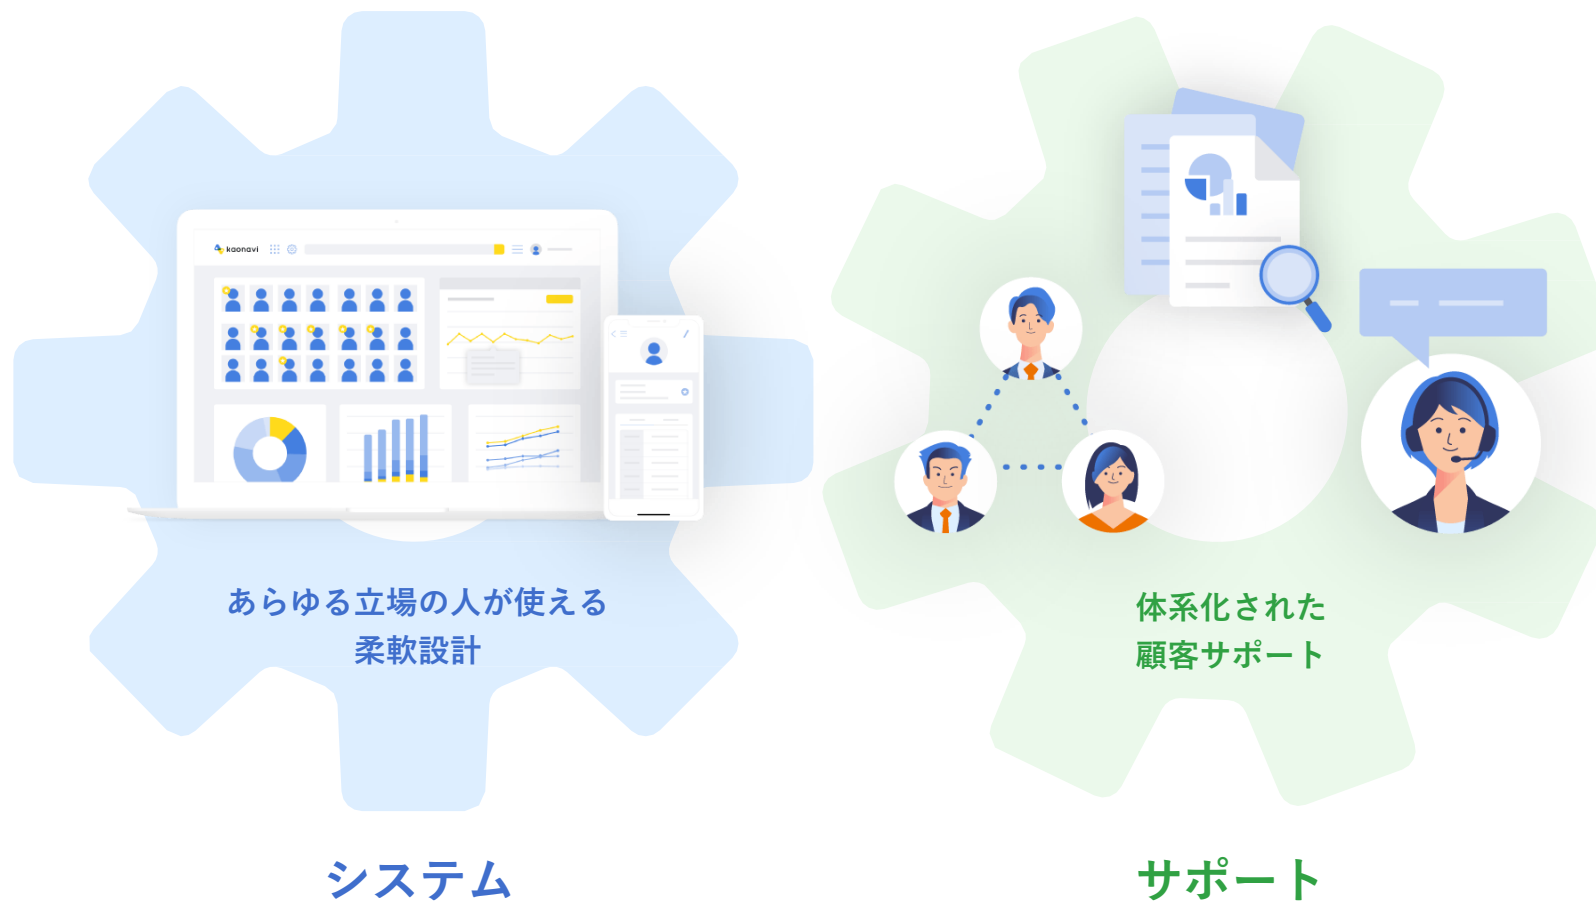 kaonavi
あらゆる立場の人が使える
柔軟設計
システム
体系化された
顧客サポート
サポート